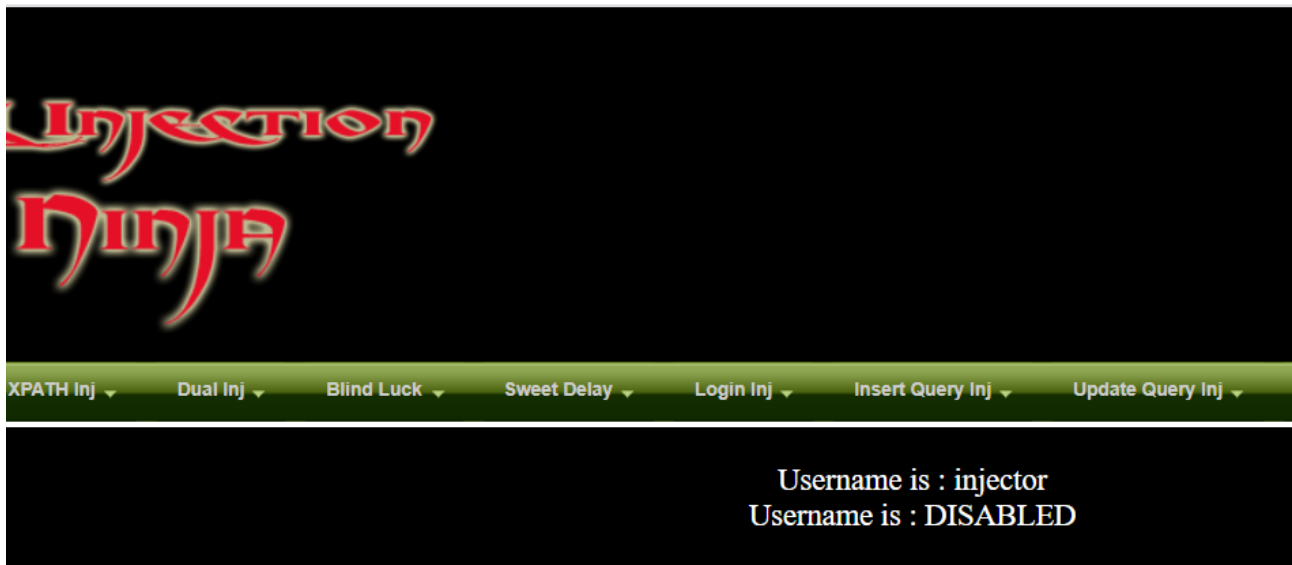 Injection
Ninja
XPATH Inj
Dual Inj
Blind Luck
Sweet Delay
Login Inj
Insert Query Inj
Update Query Inj
Username is : injector
Username is : DISABLED